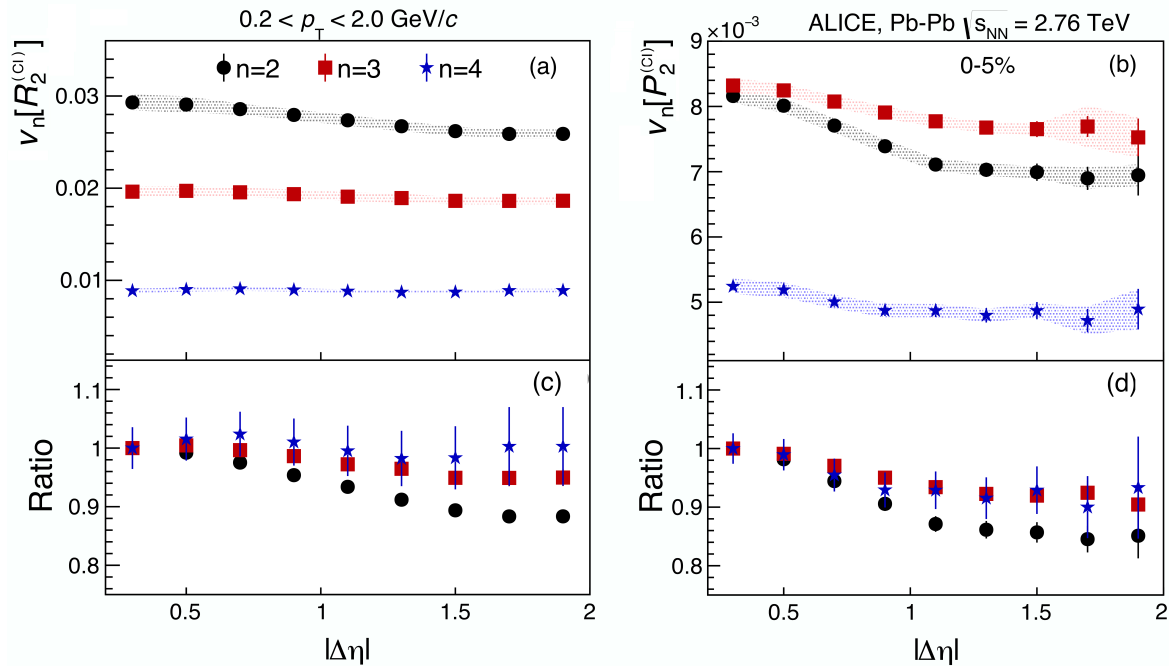 0.2 < p_T < 2.0 GeV/c
ALICE, Pb-Pb √s_NN = 2.76 TeV
v_n[R_2^(CI)]
n=2 n=3 n=4 (a)
0.03
0.02
0.01
v_n[P_2^(CI)]
×10^−3
0-5% (b)
9
8
7
6
5
Ratio
(c)
1.1
1
0.9
0.8
0.5 1 1.5 2
|Δη|
Ratio
(d)
1.1
1
0.9
0.8
0.5 1 1.5 2
|Δη|